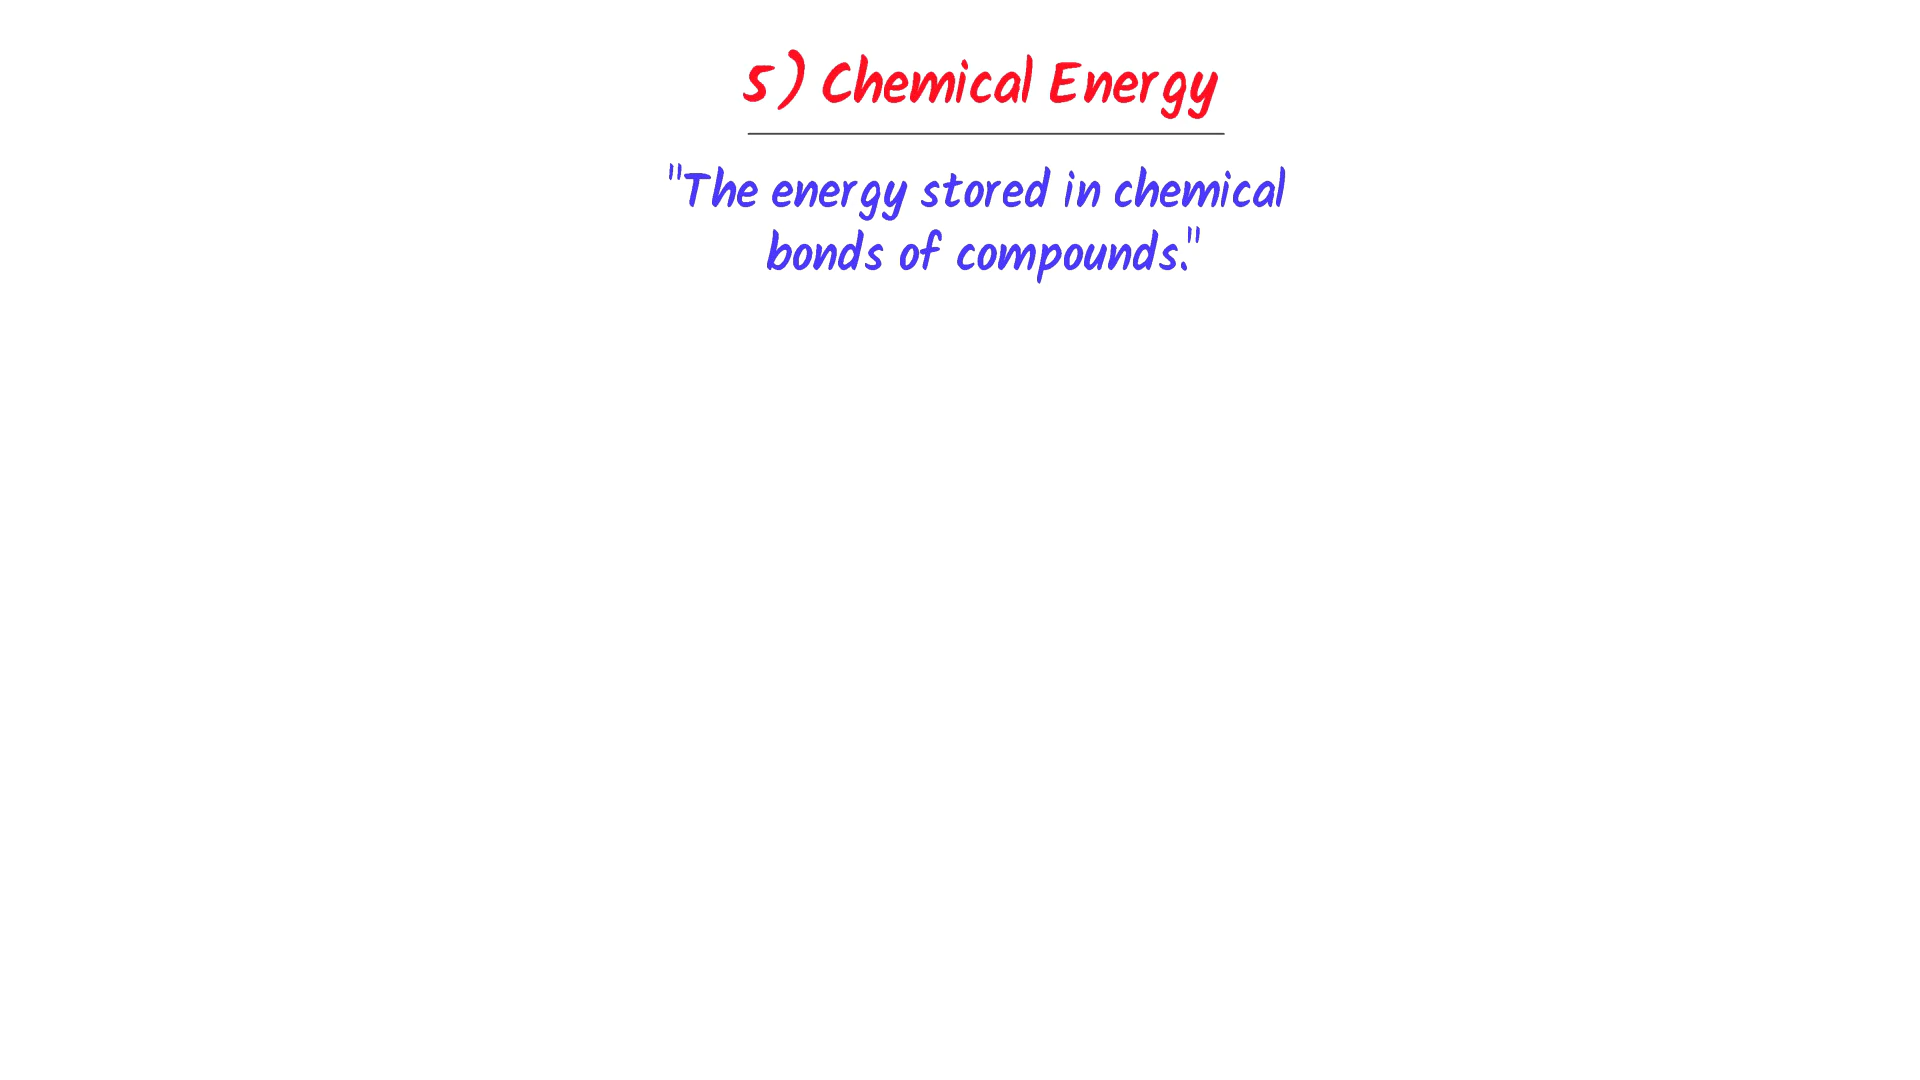 5) Chemical Energy
"The energy stored in chemical
bonds of compounds."